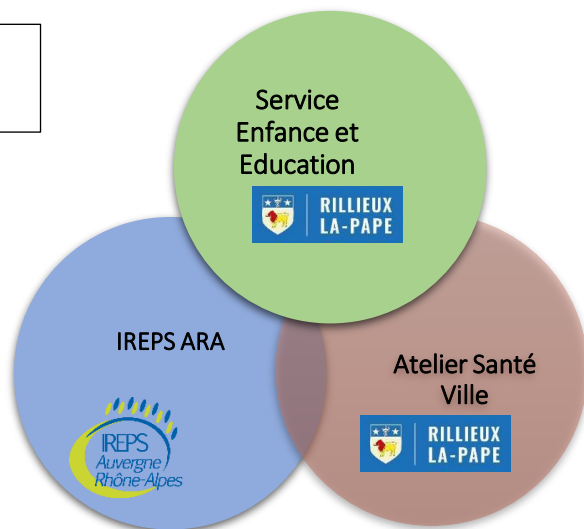 Service
Enfance et
Education
RILLIEUX
LA-PAPE
IREPS ARA
IREPS
Auvergne
Rhône-Alpes
Atelier Santé
Ville
RILLIEUX
LA-PAPE